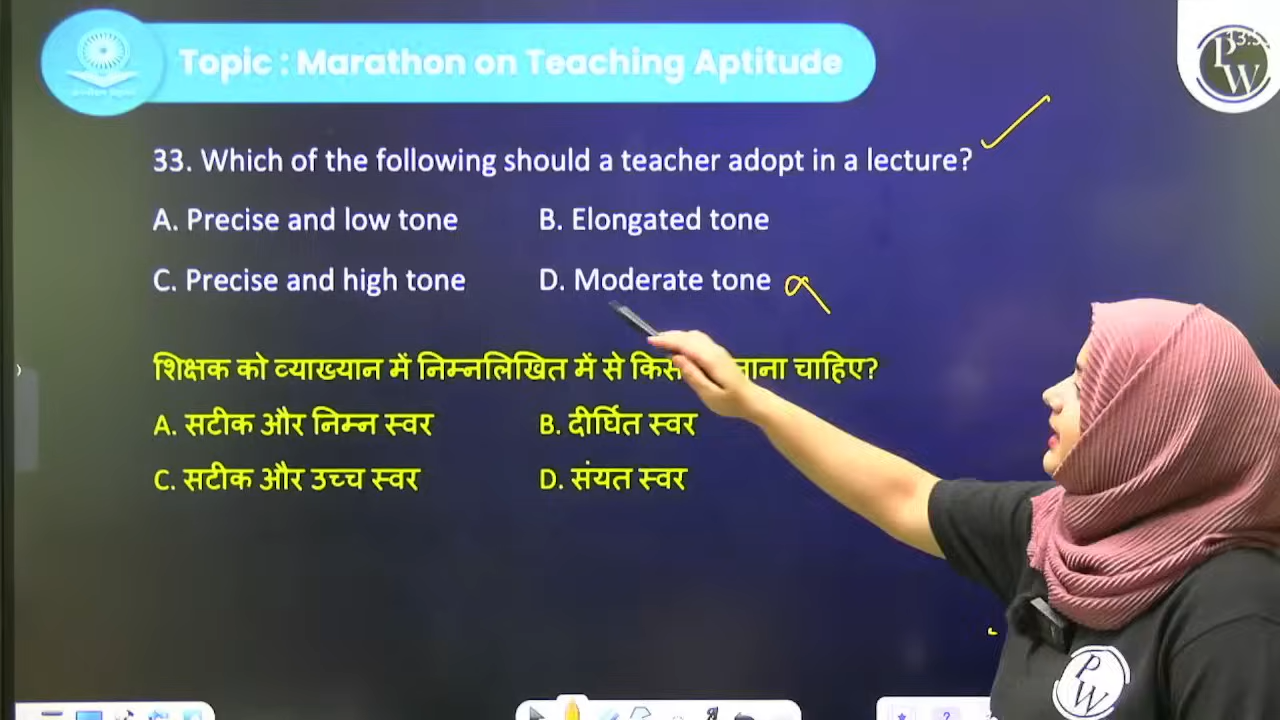 Topic : Marathon on Teaching Aptitude
PW
33. Which of the following should a teacher adopt in a lecture?
A. Precise and low tone B. Elongated tone
C. Precise and high tone D. Moderate tone
शिक्षक को व्याख्यान में निम्नलिखित में से चाहिए?
A. सटीक और निम्न स्वर B. दीर्घित स्वर
C. सटीक और उच्च स्वर D. संयत स्वर
PW